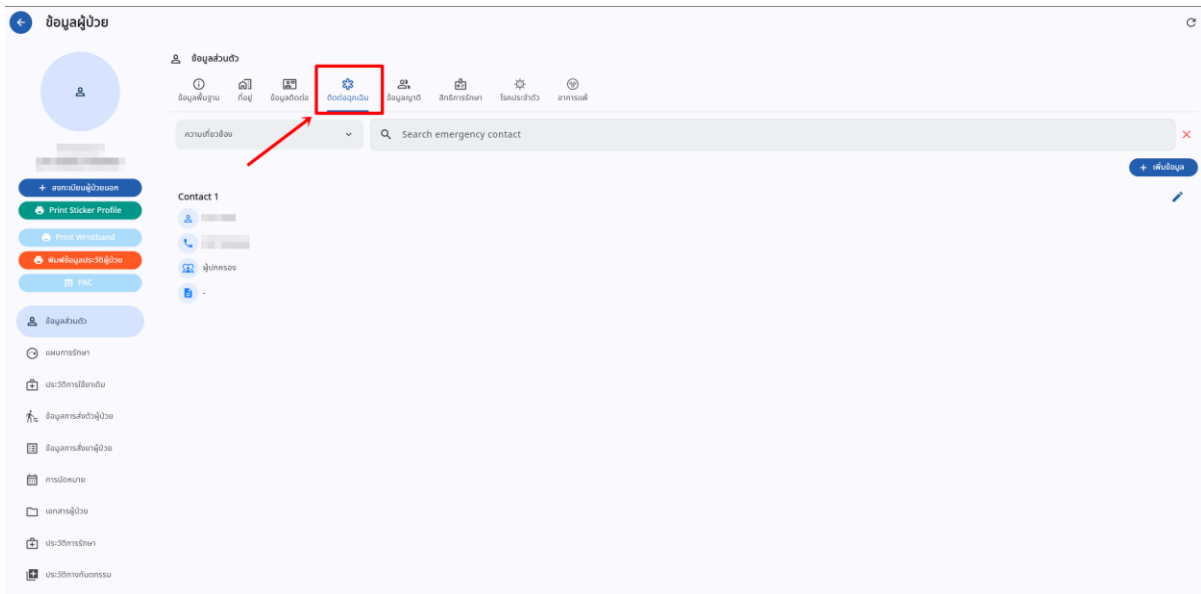 ข้อมูลผู้ป่วย
ข้อมูลส่วนตัว
ข้อมูลพื้นฐาน
ที่อยู่
ข้อมูลติดต่อ
ติดต่อฉุกเฉิน
ข้อมูลญาติ
สิทธิการรักษา
โรคประจำตัว
อาการแพ้
ความเกี่ยวข้อง
Search emergency contact
+ เพิ่มข้อมูล
+ ลงทะเบียนผู้ป่วยนอก
Print Sticker Profile
Print Wristband
พิมพ์ข้อมูลประวัติผู้ป่วย
PAC
Contact 1
ผู้ปกครอง
-
ข้อมูลส่วนตัว
แผนการรักษา
ประวัติการใช้ยาเดิม
ข้อมูลการส่งตัวผู้ป่วย
ข้อมูลการสั่งยาผู้ป่วย
การนัดหมาย
เอกสารผู้ป่วย
ประวัติการรักษา
ประวัติทางทันตกรรม